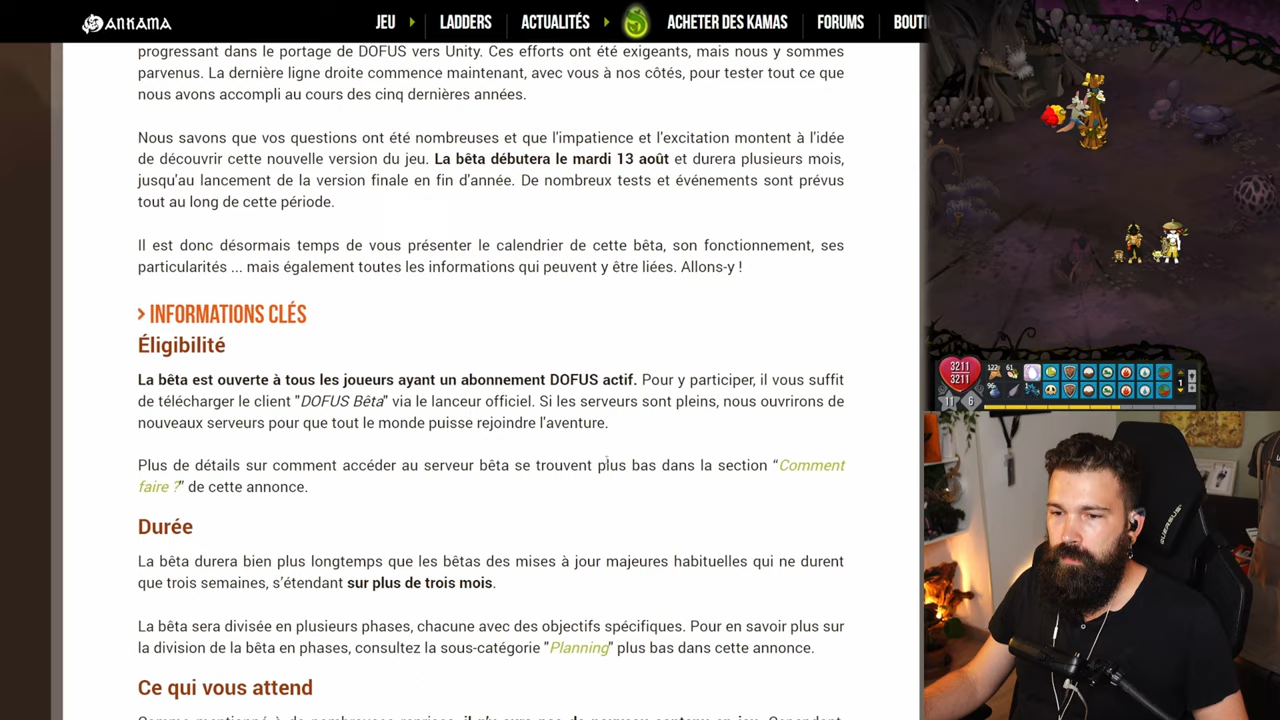 ANKAMA
JEU LADDERS ACTUALITÉS ACHETER DES KAMAS FORUMS BOUTI
progressant dans le portage de DOFUS vers Unity. Ces efforts ont été exigeants, mais nous y sommes
parvenus. La dernière ligne droite commence maintenant, avec vous à nos côtés, pour tester tout ce que
nous avons accompli au cours des cinq dernières années.
Nous savons que vos questions ont été nombreuses et que l'impatience et l'excitation montent à l'idée
de découvrir cette nouvelle version du jeu. La bêta débutera le mardi 13 août et durera plusieurs mois,
jusqu'au lancement de la version finale en fin d'année. De nombreux tests et événements sont prévus
tout au long de cette période.
Il est donc désormais temps de vous présenter le calendrier de cette bêta, son fonctionnement, ses
particularités ... mais également toutes les informations qui peuvent y être liées. Allons-y !
> INFORMATIONS CLÉS
Éligibilité
La bêta est ouverte à tous les joueurs ayant un abonnement DOFUS actif. Pour y participer, il vous suffit
de télécharger le client "DOFUS Bêta" via le lanceur officiel. Si les serveurs sont pleins, nous ouvrirons de
nouveaux serveurs pour que tout le monde puisse rejoindre l'aventure.
Plus de détails sur comment accéder au serveur bêta se trouvent plus bas dans la section “Comment
faire ?” de cette annonce.
Durée
La bêta durera bien plus longtemps que les bêtas des mises à jour majeures habituelles qui ne durent
que trois semaines, s’étendant sur plus de trois mois.
La bêta sera divisée en plusieurs phases, chacune avec des objectifs spécifiques. Pour en savoir plus sur
la division de la bêta en phases, consultez la sous-catégorie "Planning" plus bas dans cette annonce.
Ce qui vous attend
3211
3211
11 6
122
61
96
1